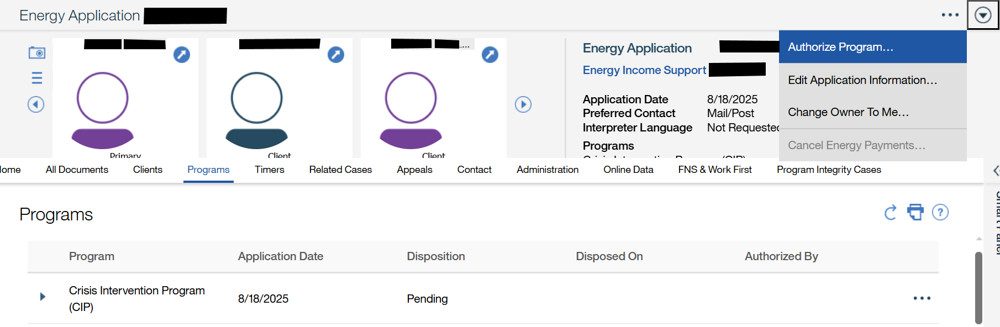 Energy Application
...
Energy Application
Energy Income Support
Application Date 8/18/2025
Preferred Contact Mail/Post
Interpreter Language Not Requested
Programs
Authorize Program...
Edit Application Information...
Change Owner To Me...
Cancel Energy Payments...
Primary
Client
Client
Home All Documents Clients Programs Timers Related Cases Appeals Contact Administration Online Data FNS & Work First Program Integrity Cases
Smart Panel
Programs
Program Application Date Disposition Disposed On Authorized By
Crisis Intervention Program
(CIP)
8/18/2025 Pending